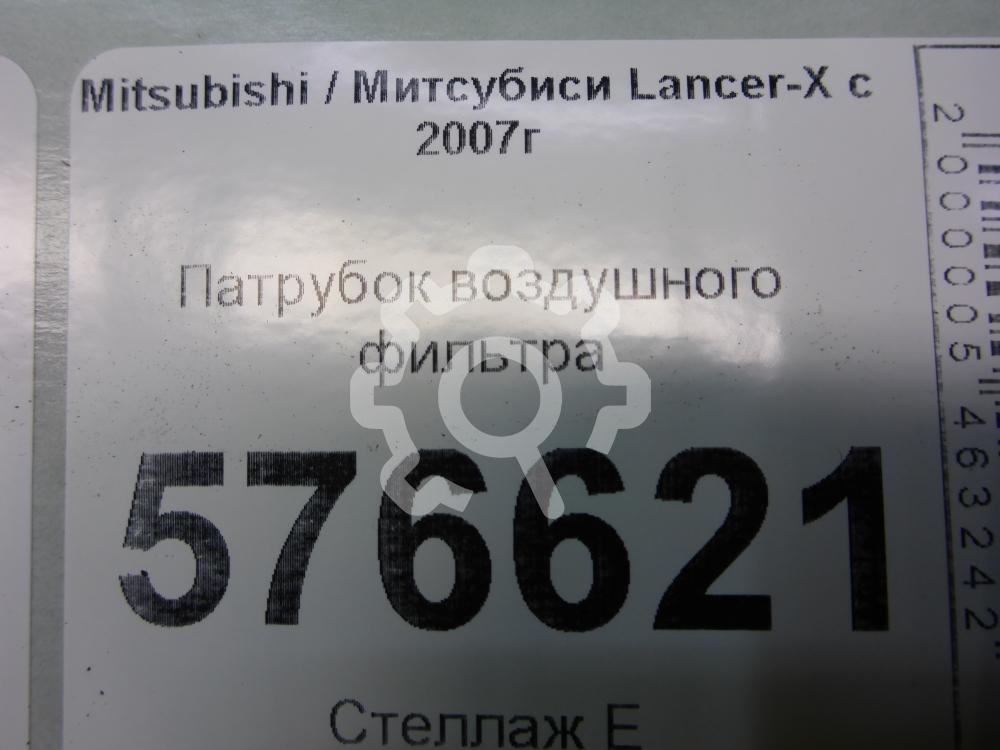 Mitsubishi / Митсубиси Lancer-X с
2007г
Патрубок воздушного
фильтра
576621
Стеллаж Е
2000005463242